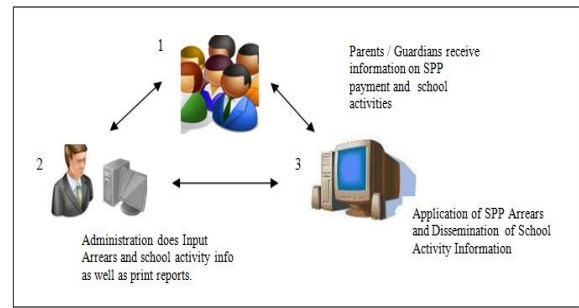 1
Parents / Guardians receive
information on SPP
payment and school
activities
2
3
Administration does Input
Arrears and school activity info
as well as print reports.
Application of SPP Arrears
and Dissemination of School
Activity Information